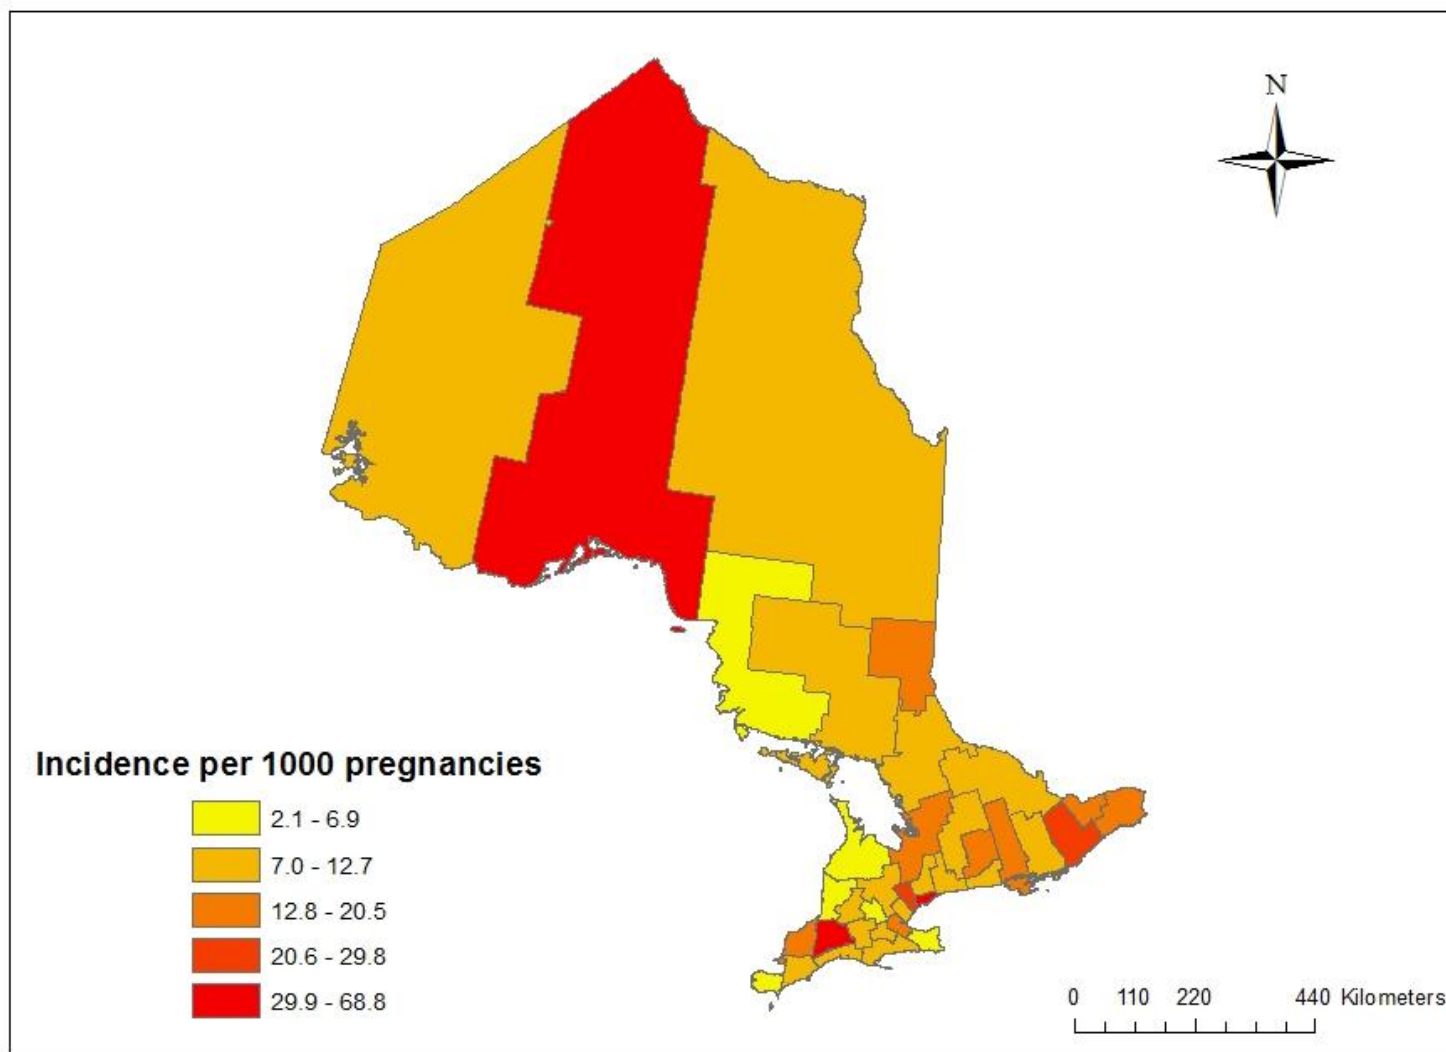 N
Incidence per 1000 pregnancies
2.1 - 6.9
7.0 - 12.7
12.8 - 20.5
20.6 - 29.8
29.9 - 68.8
0 110 220 440 Kilometers